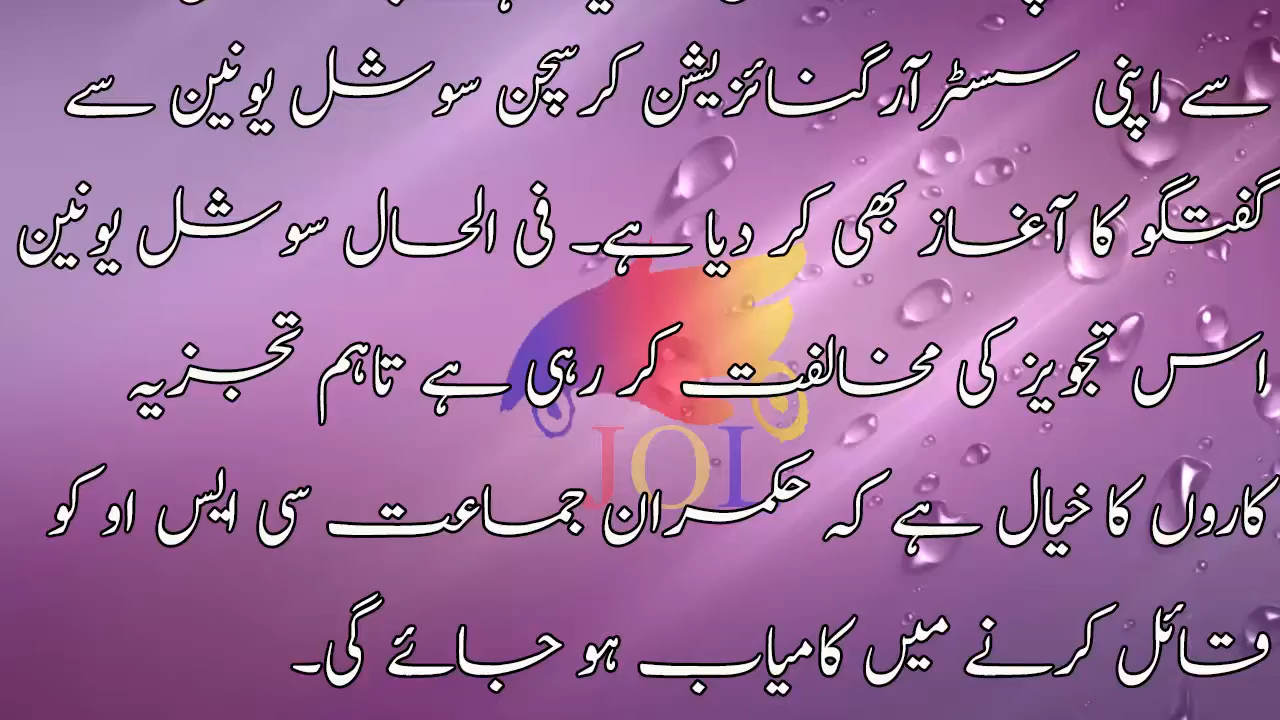 سے اپنی سسٹر آرگنائزیشن کرسچن سوشل یونین سے
گفتگو کا آغاز بھی کر دیا ہے۔ فی الحال سوشل یونین
اس تجویز کی مخالفت کر رہی ہے تاہم تجزیہ
JOI
کاروں کا خیال ہے کہ حکمران جماعت سی ایس او کو
قائل کرنے میں کامیاب ہو جائے گی۔